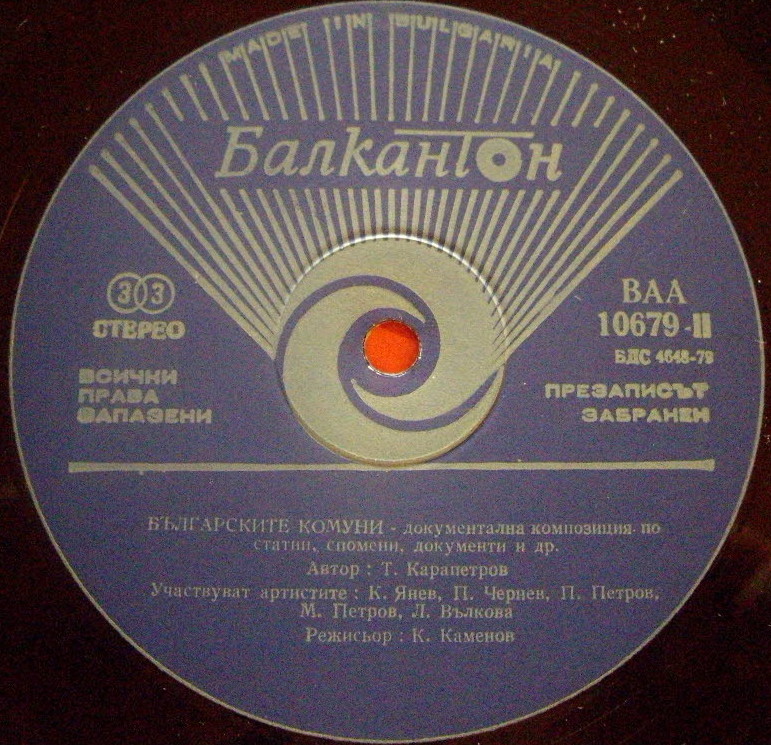 MADE IN BULGARIA
Балкантон
33
СТЕРЕО
ВСИЧКИ
ПРАВА
ЗАПАЗЕНИ
ВАА
10679-II
БДС 4648-79
ПРЕЗАПИСЪТ
ЗАБРАНЕН
БЪЛГАРСКИТЕ КОМУНИ - документална композиция по
статии, спомени, документи и др.
Автор : Т. Карапетров
Участвуват артистите : К. Янев, П. Чернев, П. Петров,
М. Петров, Л. Вълкова
Режисьор : К. Каменов